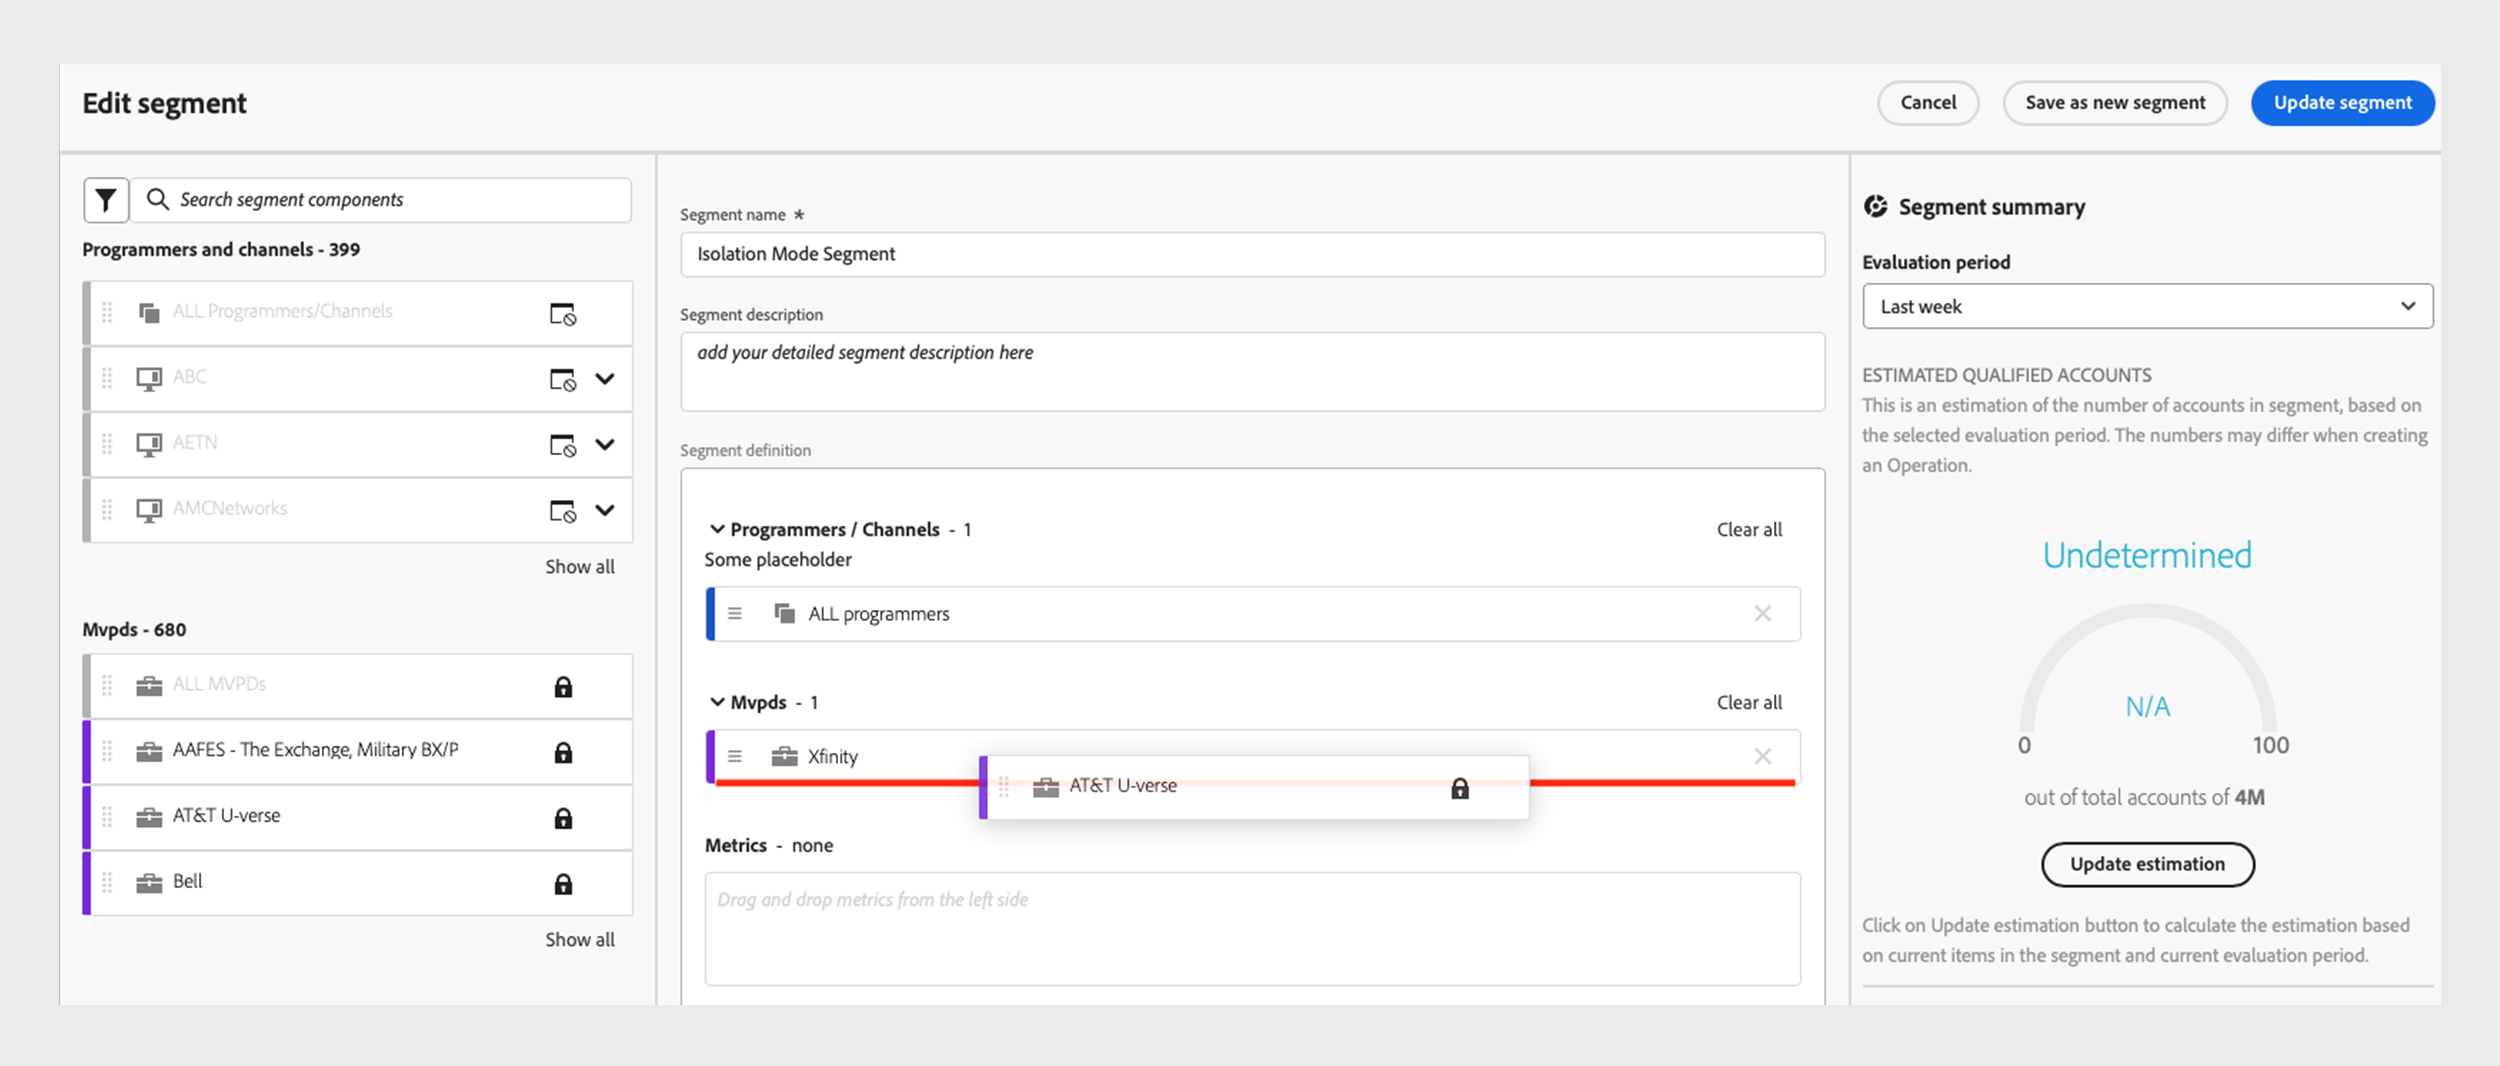 Edit segment
Cancel
Save as new segment
Update segment
Search segment components
Programmers and channels - 399
ALL Programmers/Channels
ABC
AETN
AMCNetworks
Show all
Mvpds - 680
ALL MVPDs
AAFES - The Exchange, Military BX/P
AT&T U-verse
Bell
Show all
Segment name *
Isolation Mode Segment
Segment description
add your detailed segment description here
Segment definition
Programmers / Channels - 1
Clear all
Some placeholder
ALL programmers
Mvpds - 1
Clear all
Xfinity
AT&T U-verse
Metrics - none
Drag and drop metrics from the left side
Segment summary
Evaluation period
Last week
ESTIMATED QUALIFIED ACCOUNTS
This is an estimation of the number of accounts in segment, based on
the selected evaluation period. The numbers may differ when creating
an Operation.
Undetermined
N/A
0
100
out of total accounts of 4M
Update estimation
Click on Update estimation button to calculate the estimation based
on current items in the segment and current evaluation period.